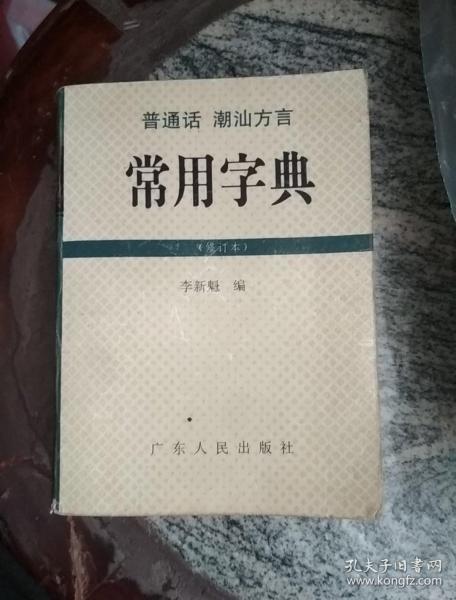 普通话 潮汕方言
常用字典
（修订本）
李新魁 编
广东人民出版社
孔夫子旧书网
www.kongfz.com